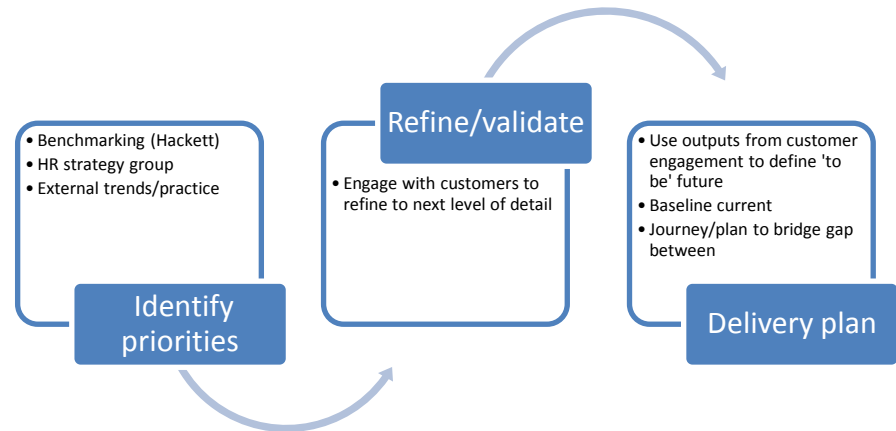 • Benchmarking (Hackett)
• HR strategy group
• External trends/practice
Identify
priorities
Refine/validate
• Engage with customers to
refine to next level of detail
• Use outputs from customer
engagement to define 'to
be' future
• Baseline current
• Journey/plan to bridge gap
between
Delivery plan